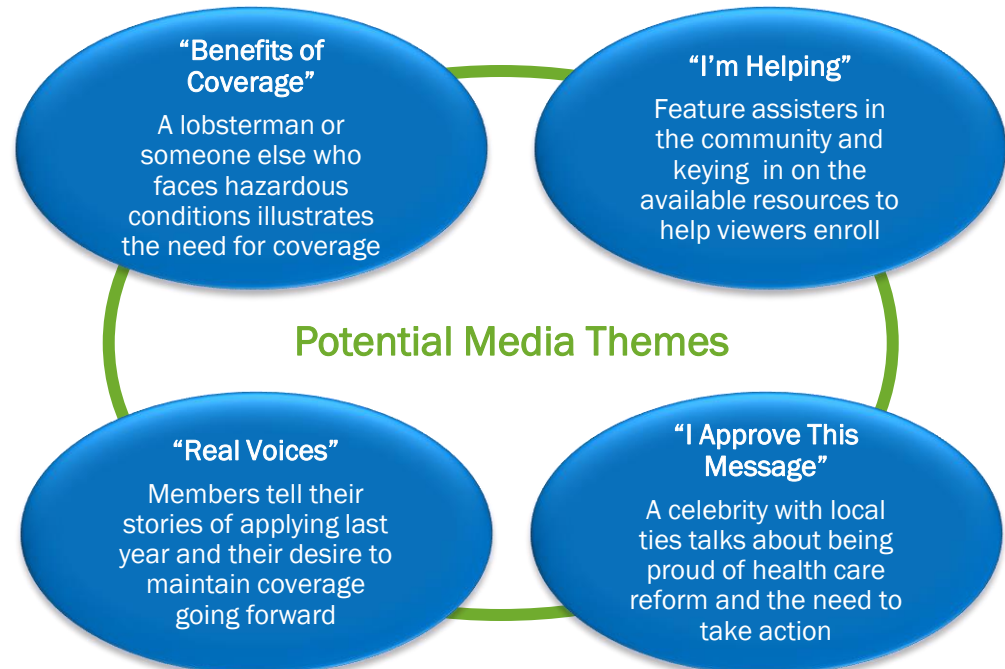 “Benefits of
Coverage”
A lobsterman or
someone else who
faces hazardous
conditions illustrates
the need for coverage
“I’m Helping”
Feature assisters in
the community and
keying  in on the
available resources to
help viewers enroll
Potential Media Themes
“Real Voices”
Members tell their
stories of applying last
year and their desire to
maintain coverage
going forward
“I Approve This
Message”
A celebrity with local
ties talks about being
proud of health care
reform and the need to
take action